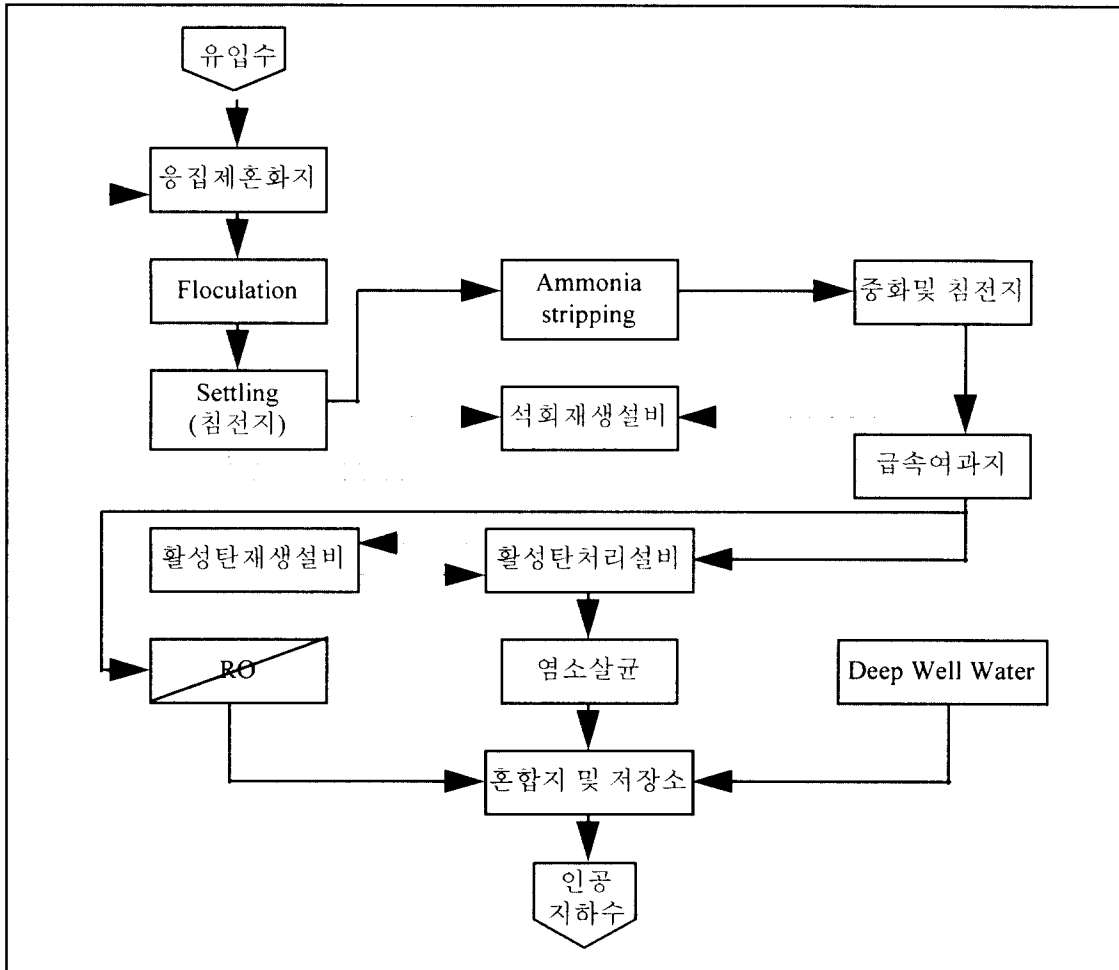 유입수
응집제혼화지
Floculation
Ammonia
stripping
중화및 침전지
Settling
(침전지)
석회재생설비
급속여과지
활성탄재생설비
활성탄처리설비
RO
염소살균
Deep Well Water
혼합지 및 저장소
인공
지하수